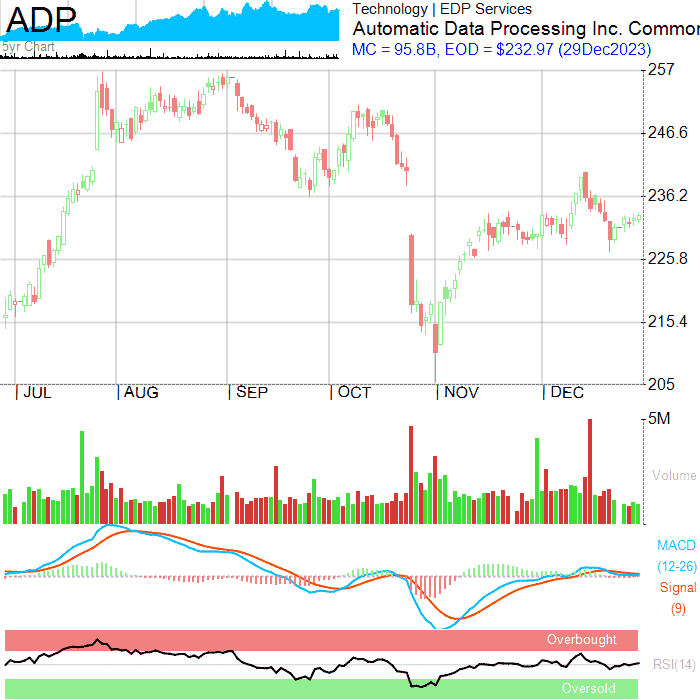 ADP
5yr Chart
Technology | EDP Services
Automatic Data Processing Inc. Common
MC = 95.8B, EOD = $232.97 (29Dec2023)
257
246.6
236.2
225.8
215.4
205
JUL AUG SEP OCT NOV DEC
5M
Volume
MACD
(12-26)
Signal
(9)
Overbought
RSI(14)
Oversold